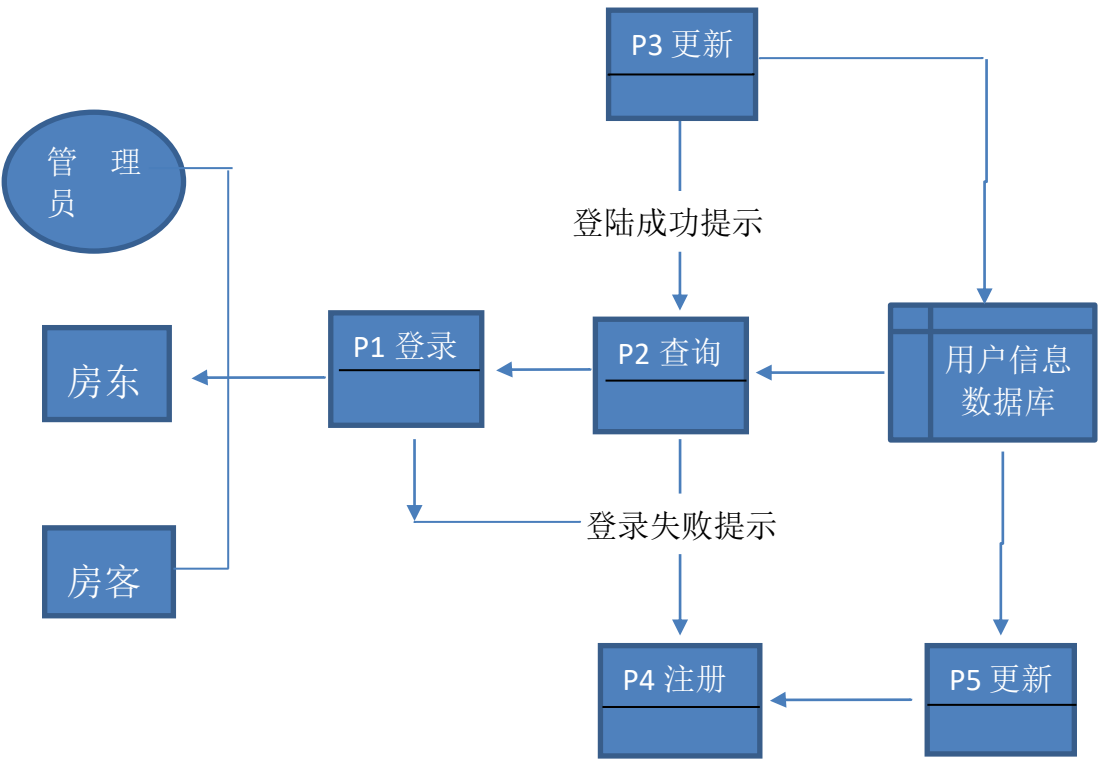 P3 更新
管 理
员
登陆成功提示
房东
P1 登录
P2 查询
用户信息
数据库
登录失败提示
房客
P4 注册
P5 更新